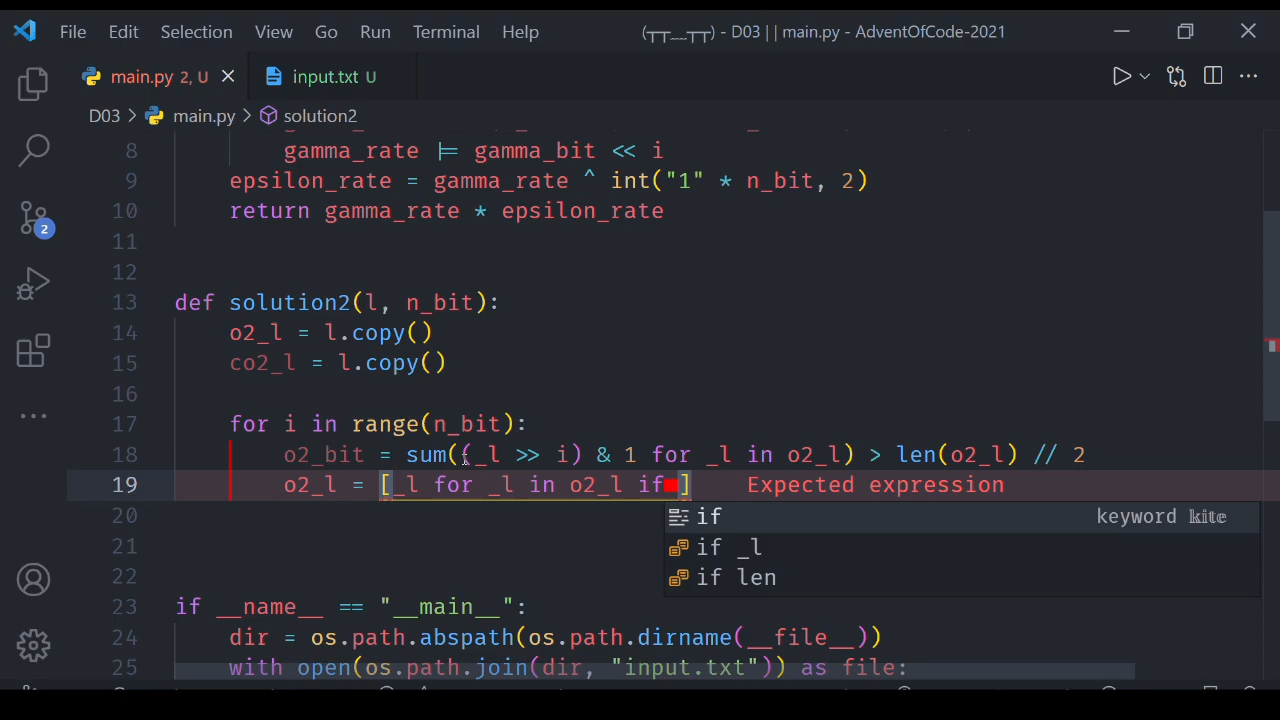 File Edit Selection View Go Run Terminal Help (┬┬﹏┬┬) - D03 | | main.py - AdventOfCode-2021
main.py 2, U input.txt U
D03 > main.py > solution2
8 gamma_rate |= gamma_bit << i
9 epsilon_rate = gamma_rate ^ int("1" * n_bit, 2)
10 return gamma_rate * epsilon_rate
11
12
13 def solution2(l, n_bit):
14 o2_l = l.copy()
15 co2_l = l.copy()
16
17 for i in range(n_bit):
18 o2_bit = sum((_l >> i) & 1 for _l in o2_l) > len(o2_l) // 2
19 o2_l = [_l for _l in o2_l if ] Expected expression
if keyword kite
if _l
if len
20
21
22
23 if __name__ == "__main__":
24 dir = os.path.abspath(os.path.dirname(__file__))
25 with open(os.path.join(dir, "input.txt")) as file:
2